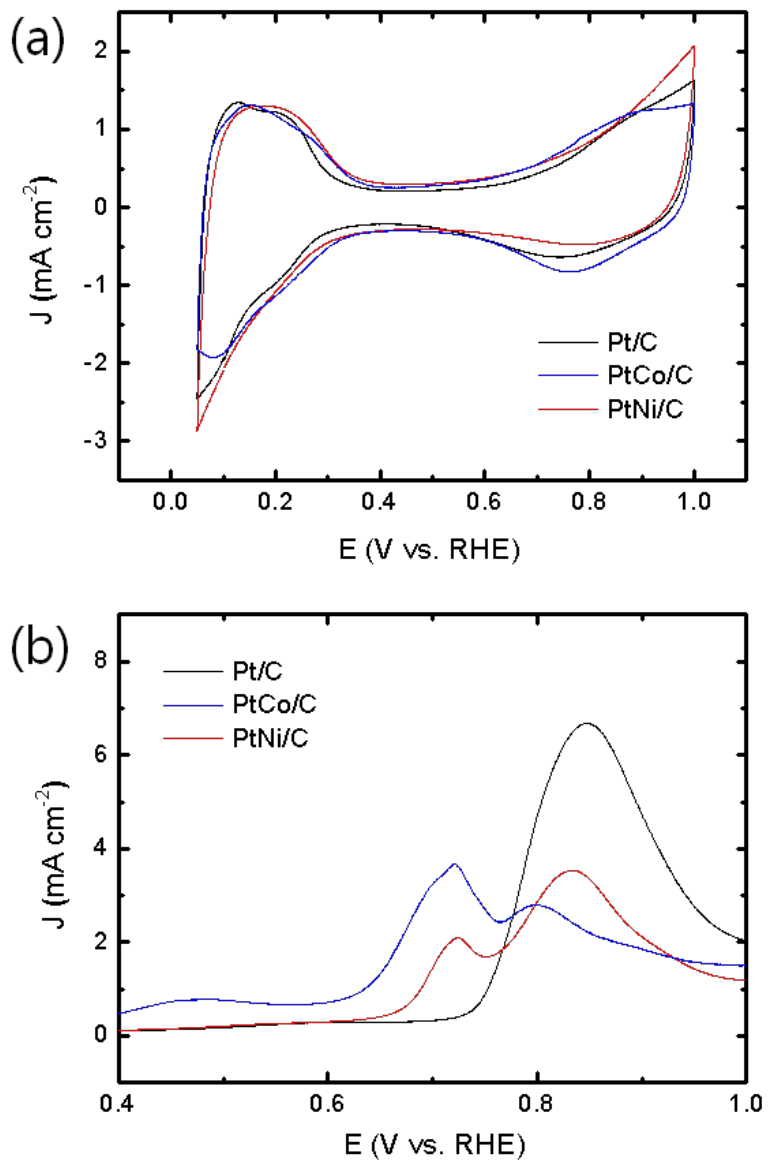 (a)
2
1
0
-1
-2
-3
J (mA cm-2)
Pt/C
PtCo/C
PtNi/C
0.0 0.2 0.4 0.6 0.8 1.0
E (V vs. RHE)
(b)
8
6
4
2
0
J (mA cm-2)
Pt/C
PtCo/C
PtNi/C
0.4 0.6 0.8 1.0
E (V vs. RHE)